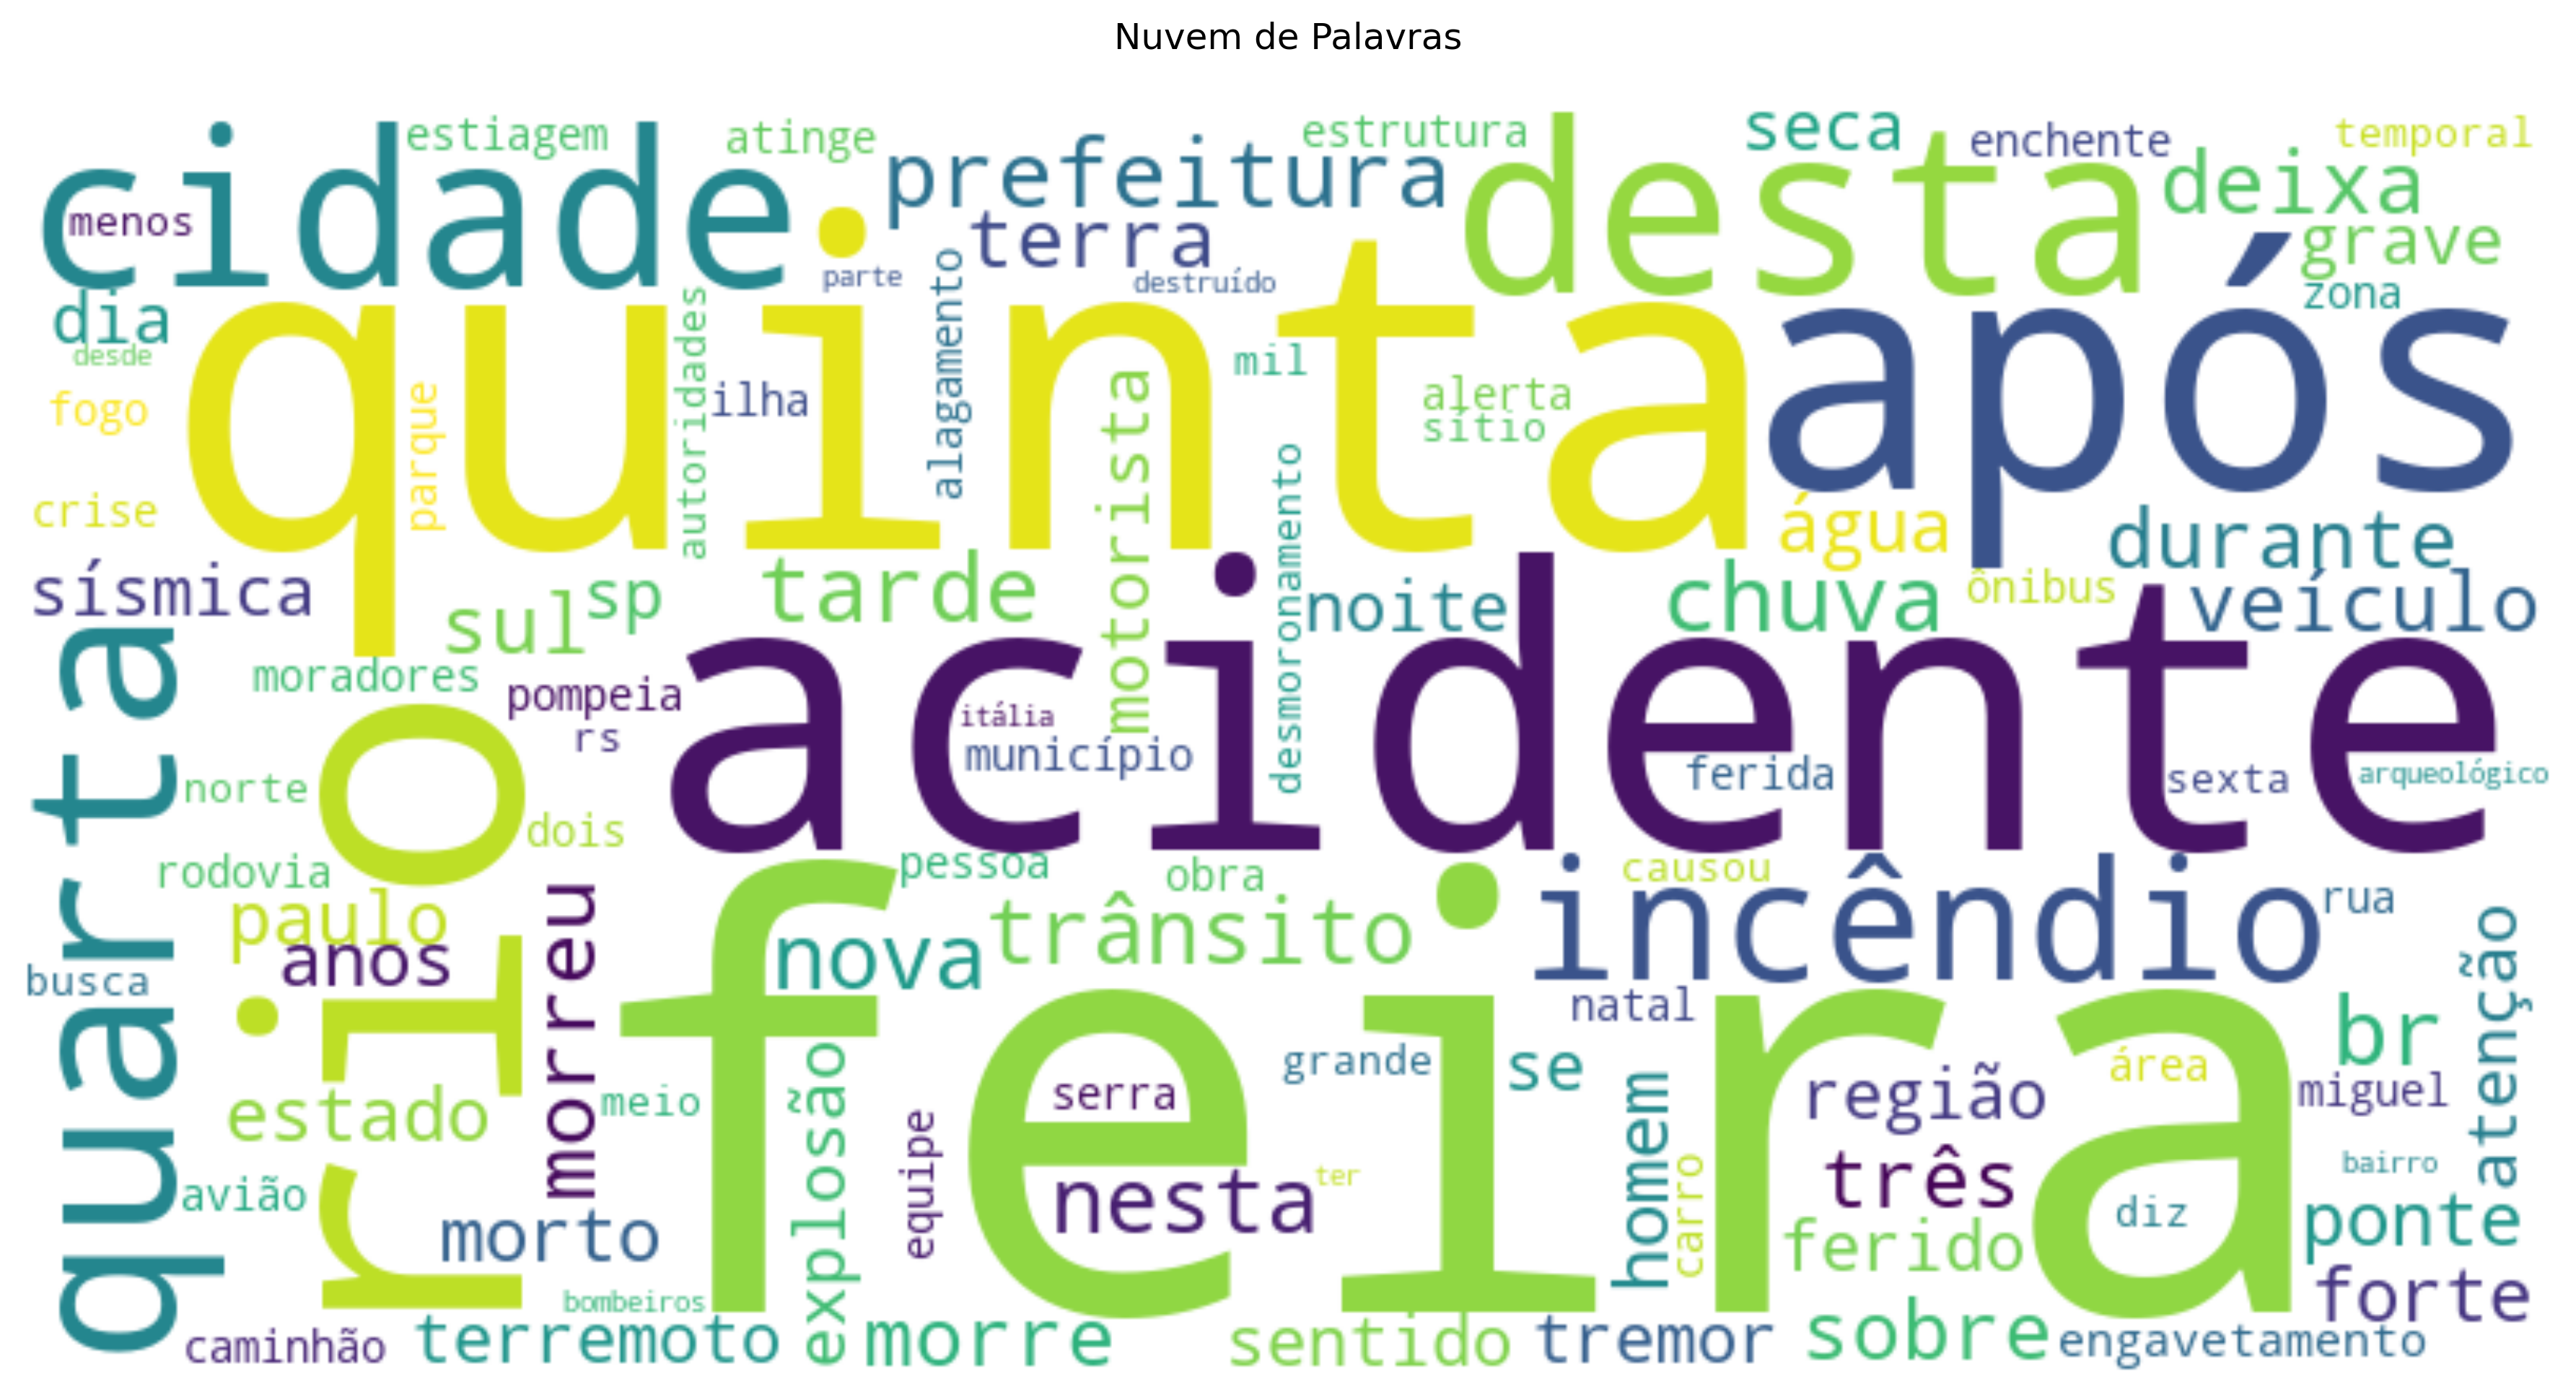 Nuvem de Palavras
cidade
estiagem
atinge
prefeitura
estrutura
desta
seca
enchente
temporal
menos
terra
deixa
grave
parte
destruído
zona
dia
desde
quinta
após
autoridades
alagamento
mil
fogo
parque
ilha
motorista
alerta
sítio
crise
água
durante
sísmica
sul
sp
tarde
desmoronamento
noite
chuva
ônibus
veículo
quarta
moradores
pompeia
rs
acidente
itália
município
ferida
sexta
arqueológico
norte
rio
dois
rodovia
pessoa
obra
causou
incêndio
rua
paulo
anos
morreu
nova
trânsito
atenção
busca
feira
natal
br
estado
meio
explosão
serra
grande
se
homem
região
área
miguel
equipe
nesta
ter
carro
três
bairro
avião
morto
ferido
diz
ponte
bombeiros
forte
caminhão
terremoto
morre
sentido
tremor
sobre
engavetamento